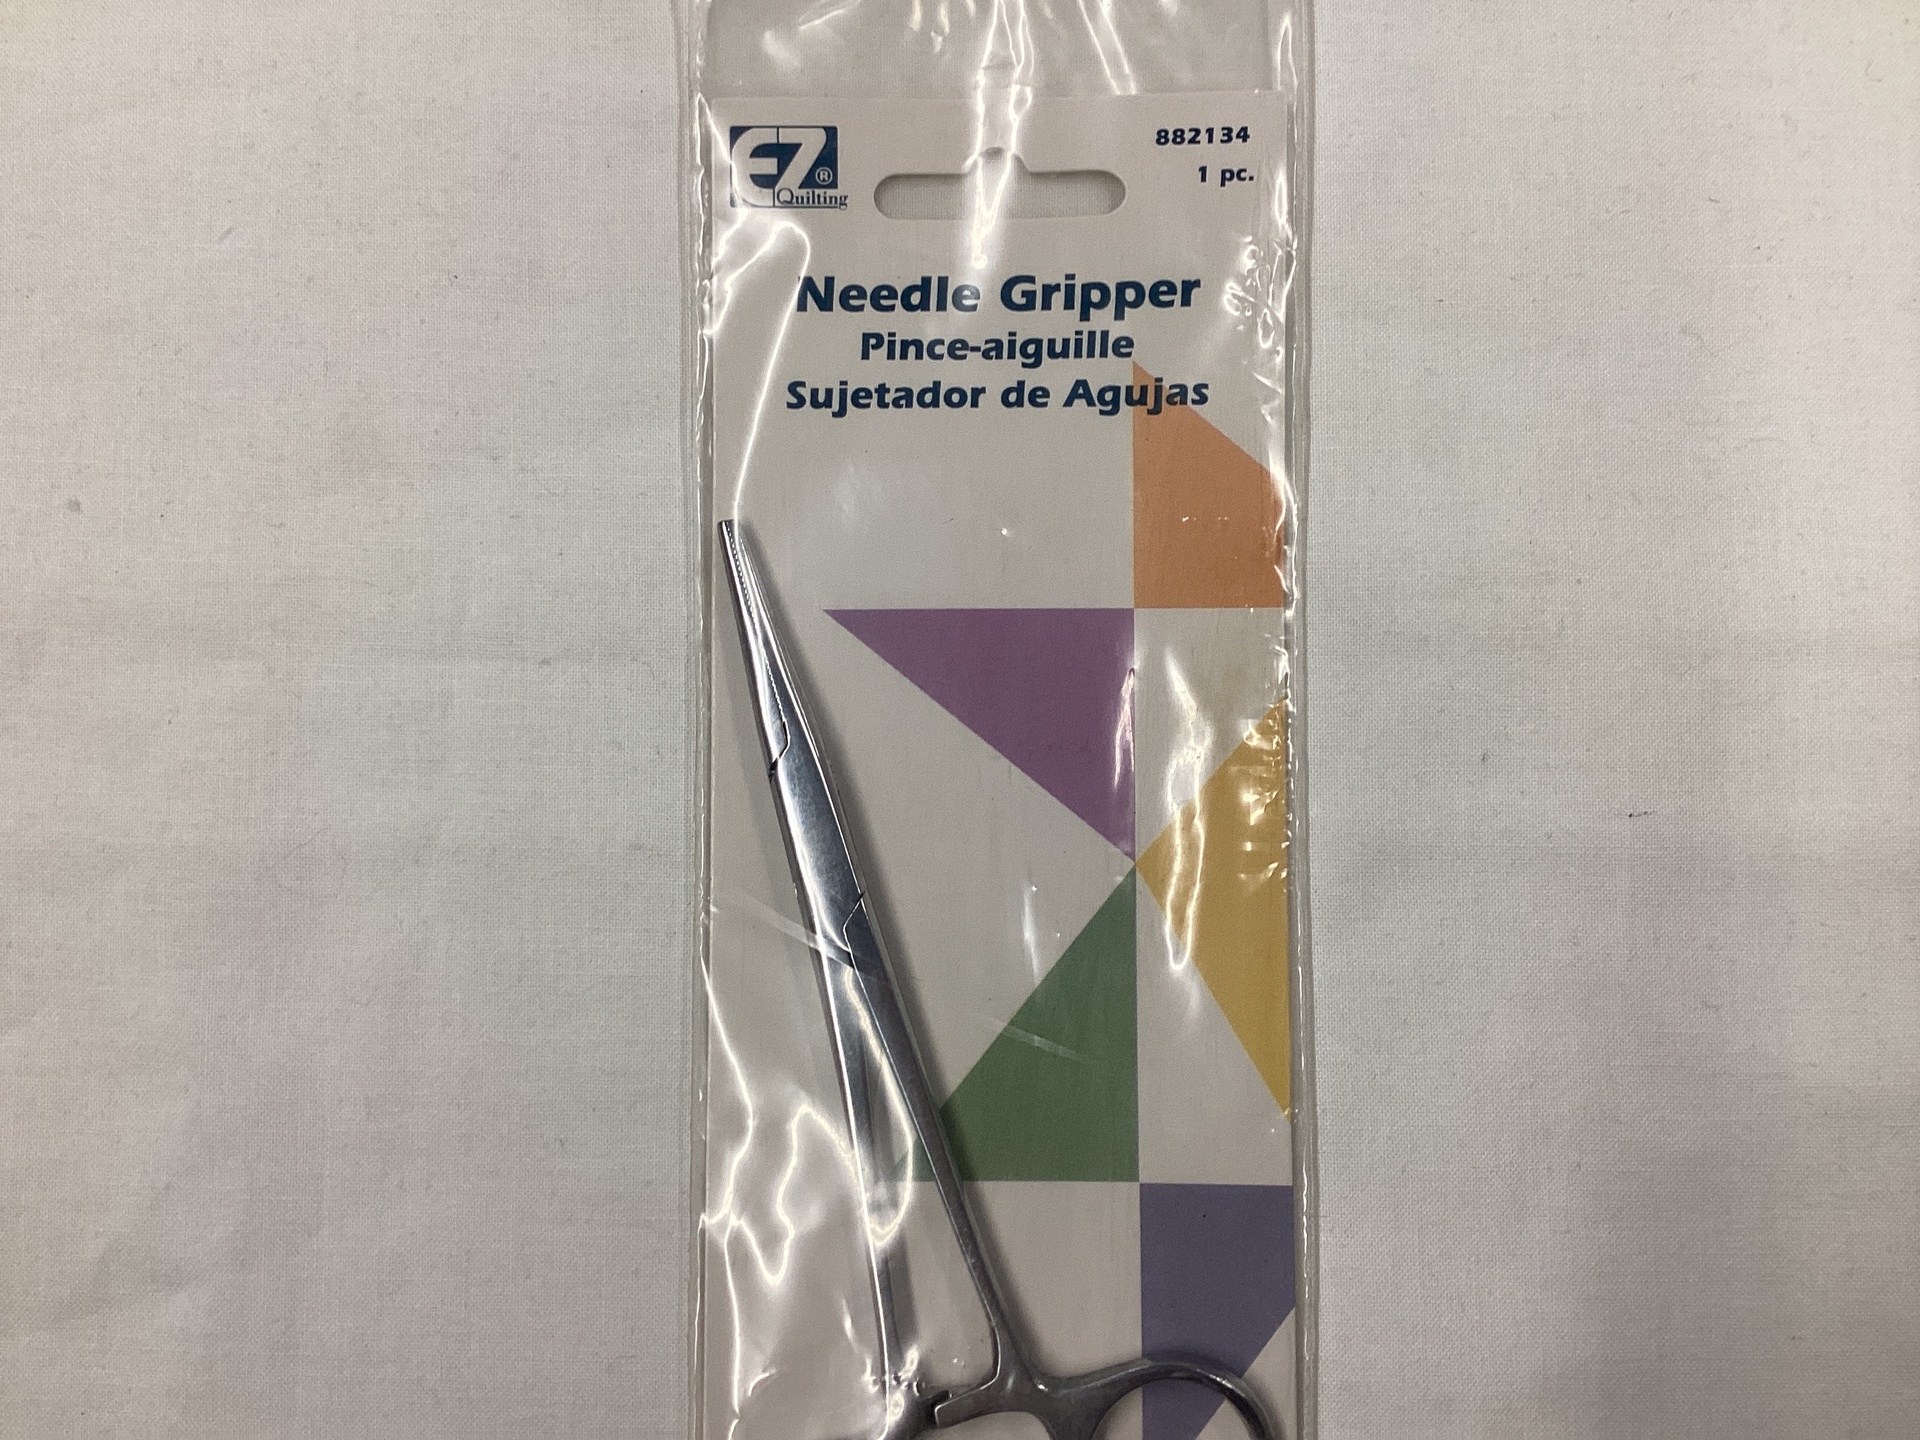 EZ®
Quilting
882134
1 pc.
Needle Gripper
Pince-aiguille
Sujetador de Agujas